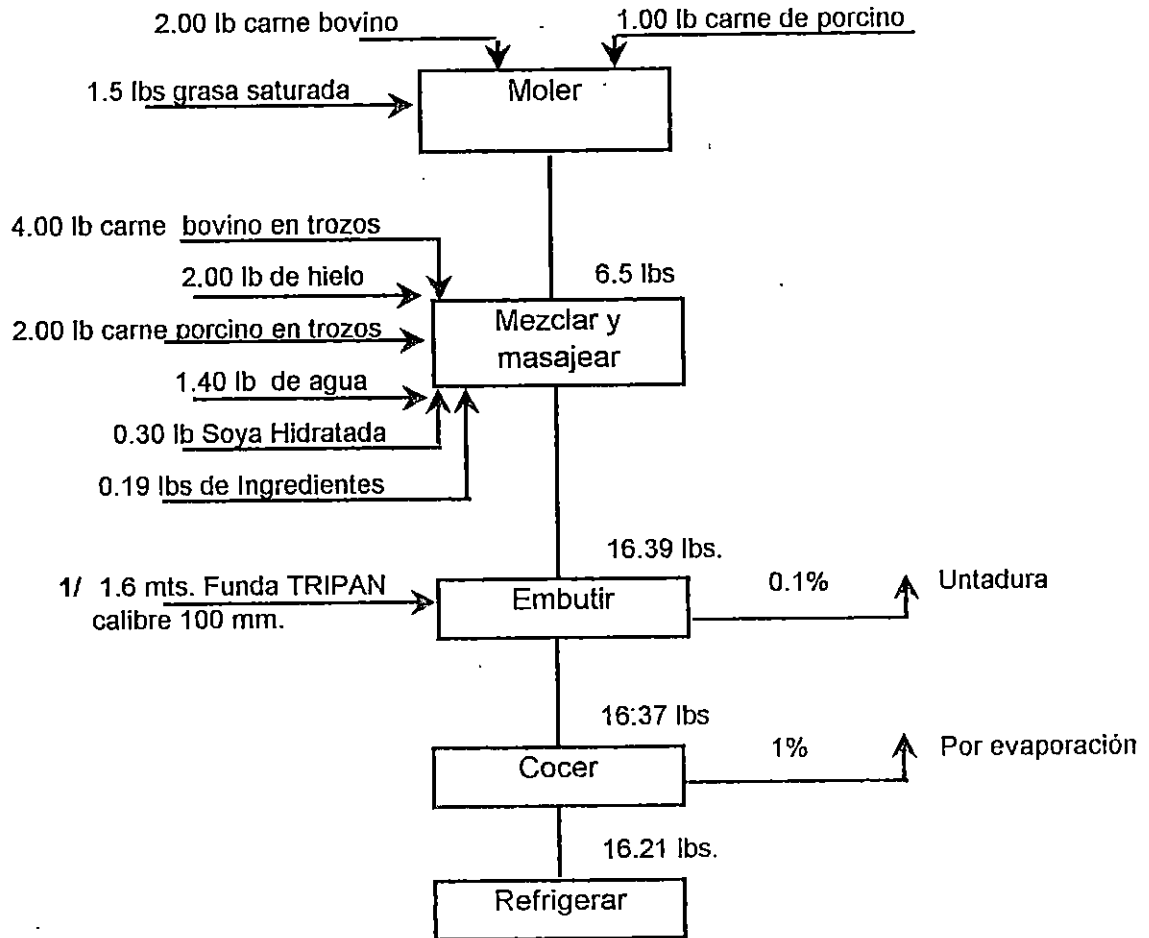 2.00 lb carne bovino
1.00 lb carne de porcino
1.5 lbs grasa saturada
Moler
4.00 lb carne bovino en trozos
2.00 lb de hielo
6.5 lbs
2.00 lb carne porcino en trozos
Mezclar y
masajear
1.40 lb de agua
0.30 lb Soya Hidratada
0.19 lbs de Ingredientes
16.39 lbs.
1/ 1.6 mts. Funda TRIPAN
calibre 100 mm.
Embutir
0.1%
Untadura
16.37 lbs
Cocer
1%
Por evaporación
16.21 lbs.
Refrigerar